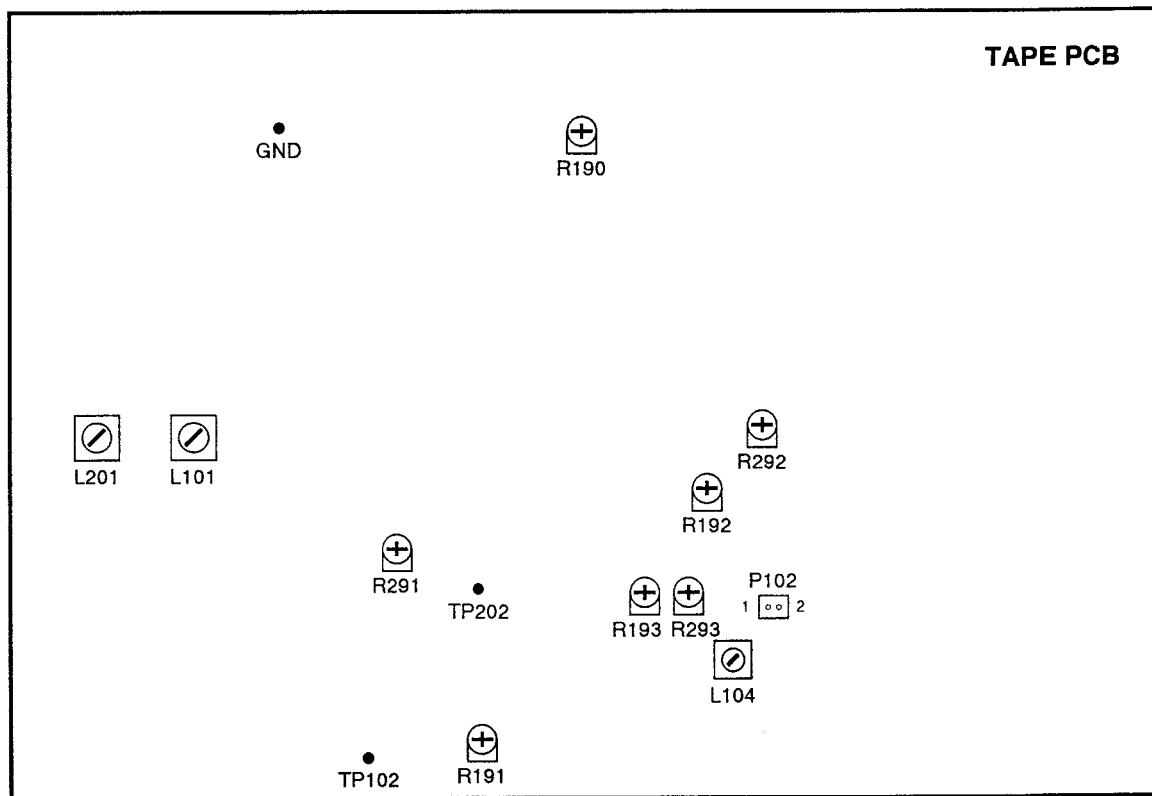 TAPE PCB
GND
R190
L201
L101
R292
R192
R291
TP202
P102
1
2
R193
R293
L104
TP102
R191